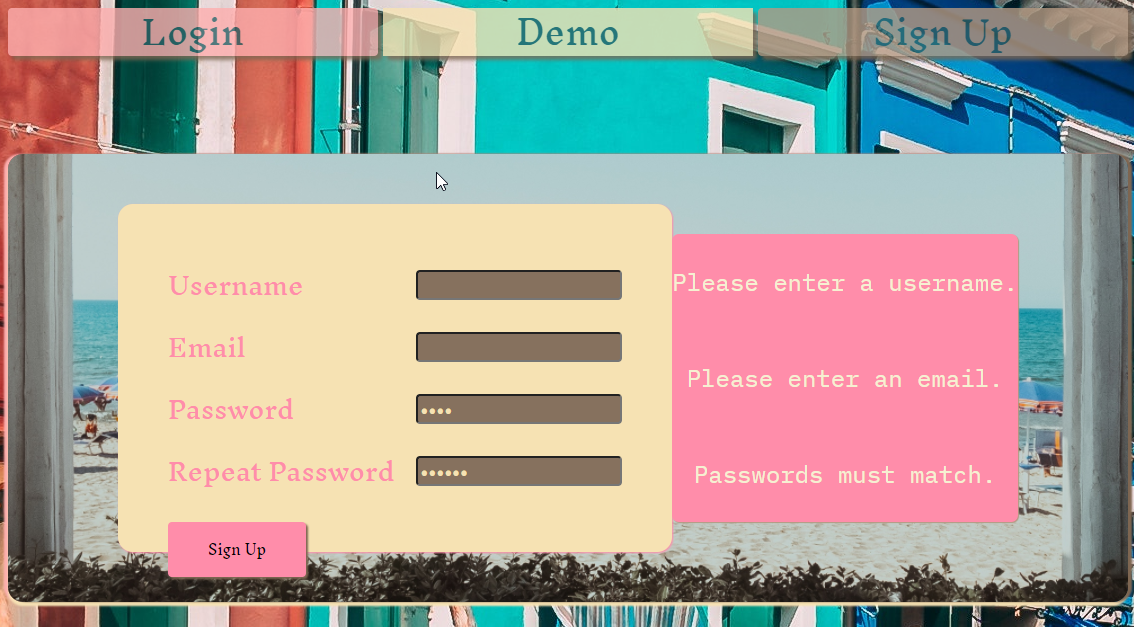 Login Demo Sign Up
Username
Please enter a username.
Email
Please enter an email.
Password ••••
Repeat Password ••••••
Passwords must match.
Sign Up